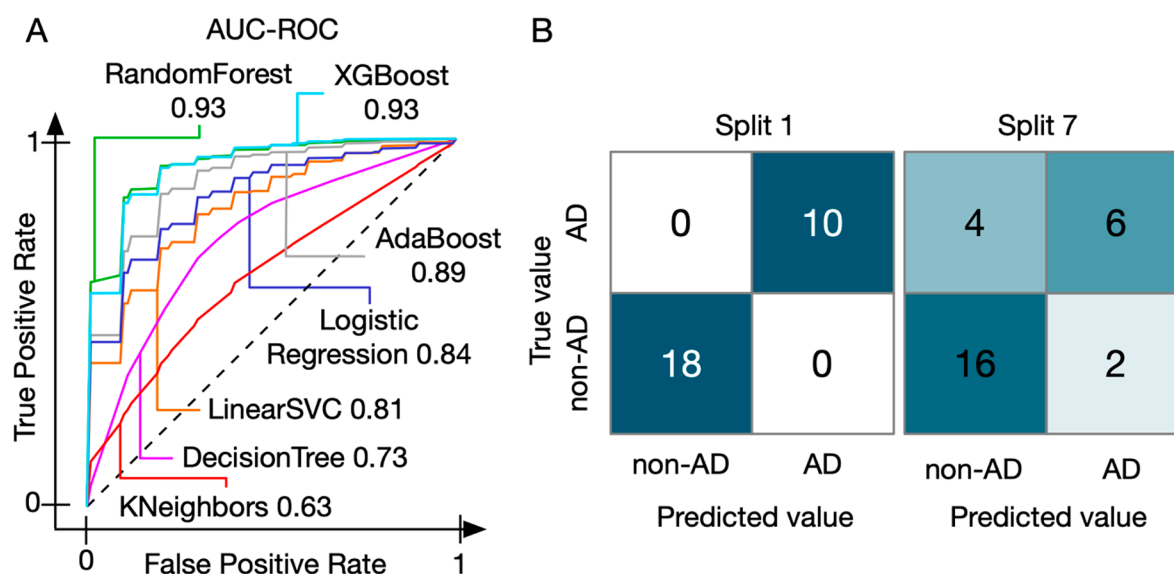 A
AUC-ROC
RandomForest
0.93
XGBoost
0.93
1
AdaBoost
0.89
Logistic
Regression 0.84
LinearSVC 0.81
DecisionTree 0.73
KNeighbors 0.63
0
True Positive Rate
0
1
False Positive Rate
B
Split 1
Split 7
True value
AD
non-AD
0
10
4
6
18
0
16
2
non-AD
AD
non-AD
AD
Predicted value
Predicted value